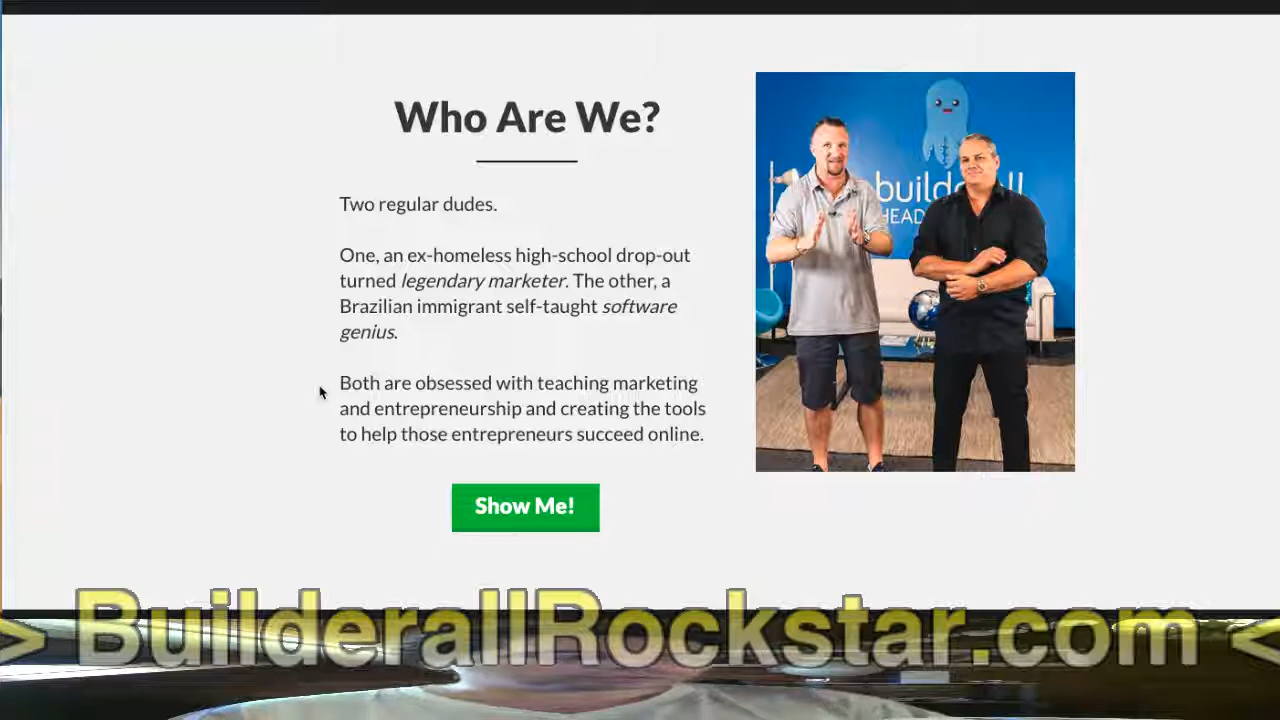 Who Are We?
Two regular dudes.
One, an ex-homeless high-school drop-out
turned legendary marketer. The other, a
Brazilian immigrant self-taught software
genius.
Both are obsessed with teaching marketing
and entrepreneurship and creating the tools
to help those entrepreneurs succeed online.
Show Me!
> BuilderallRockstar.com <